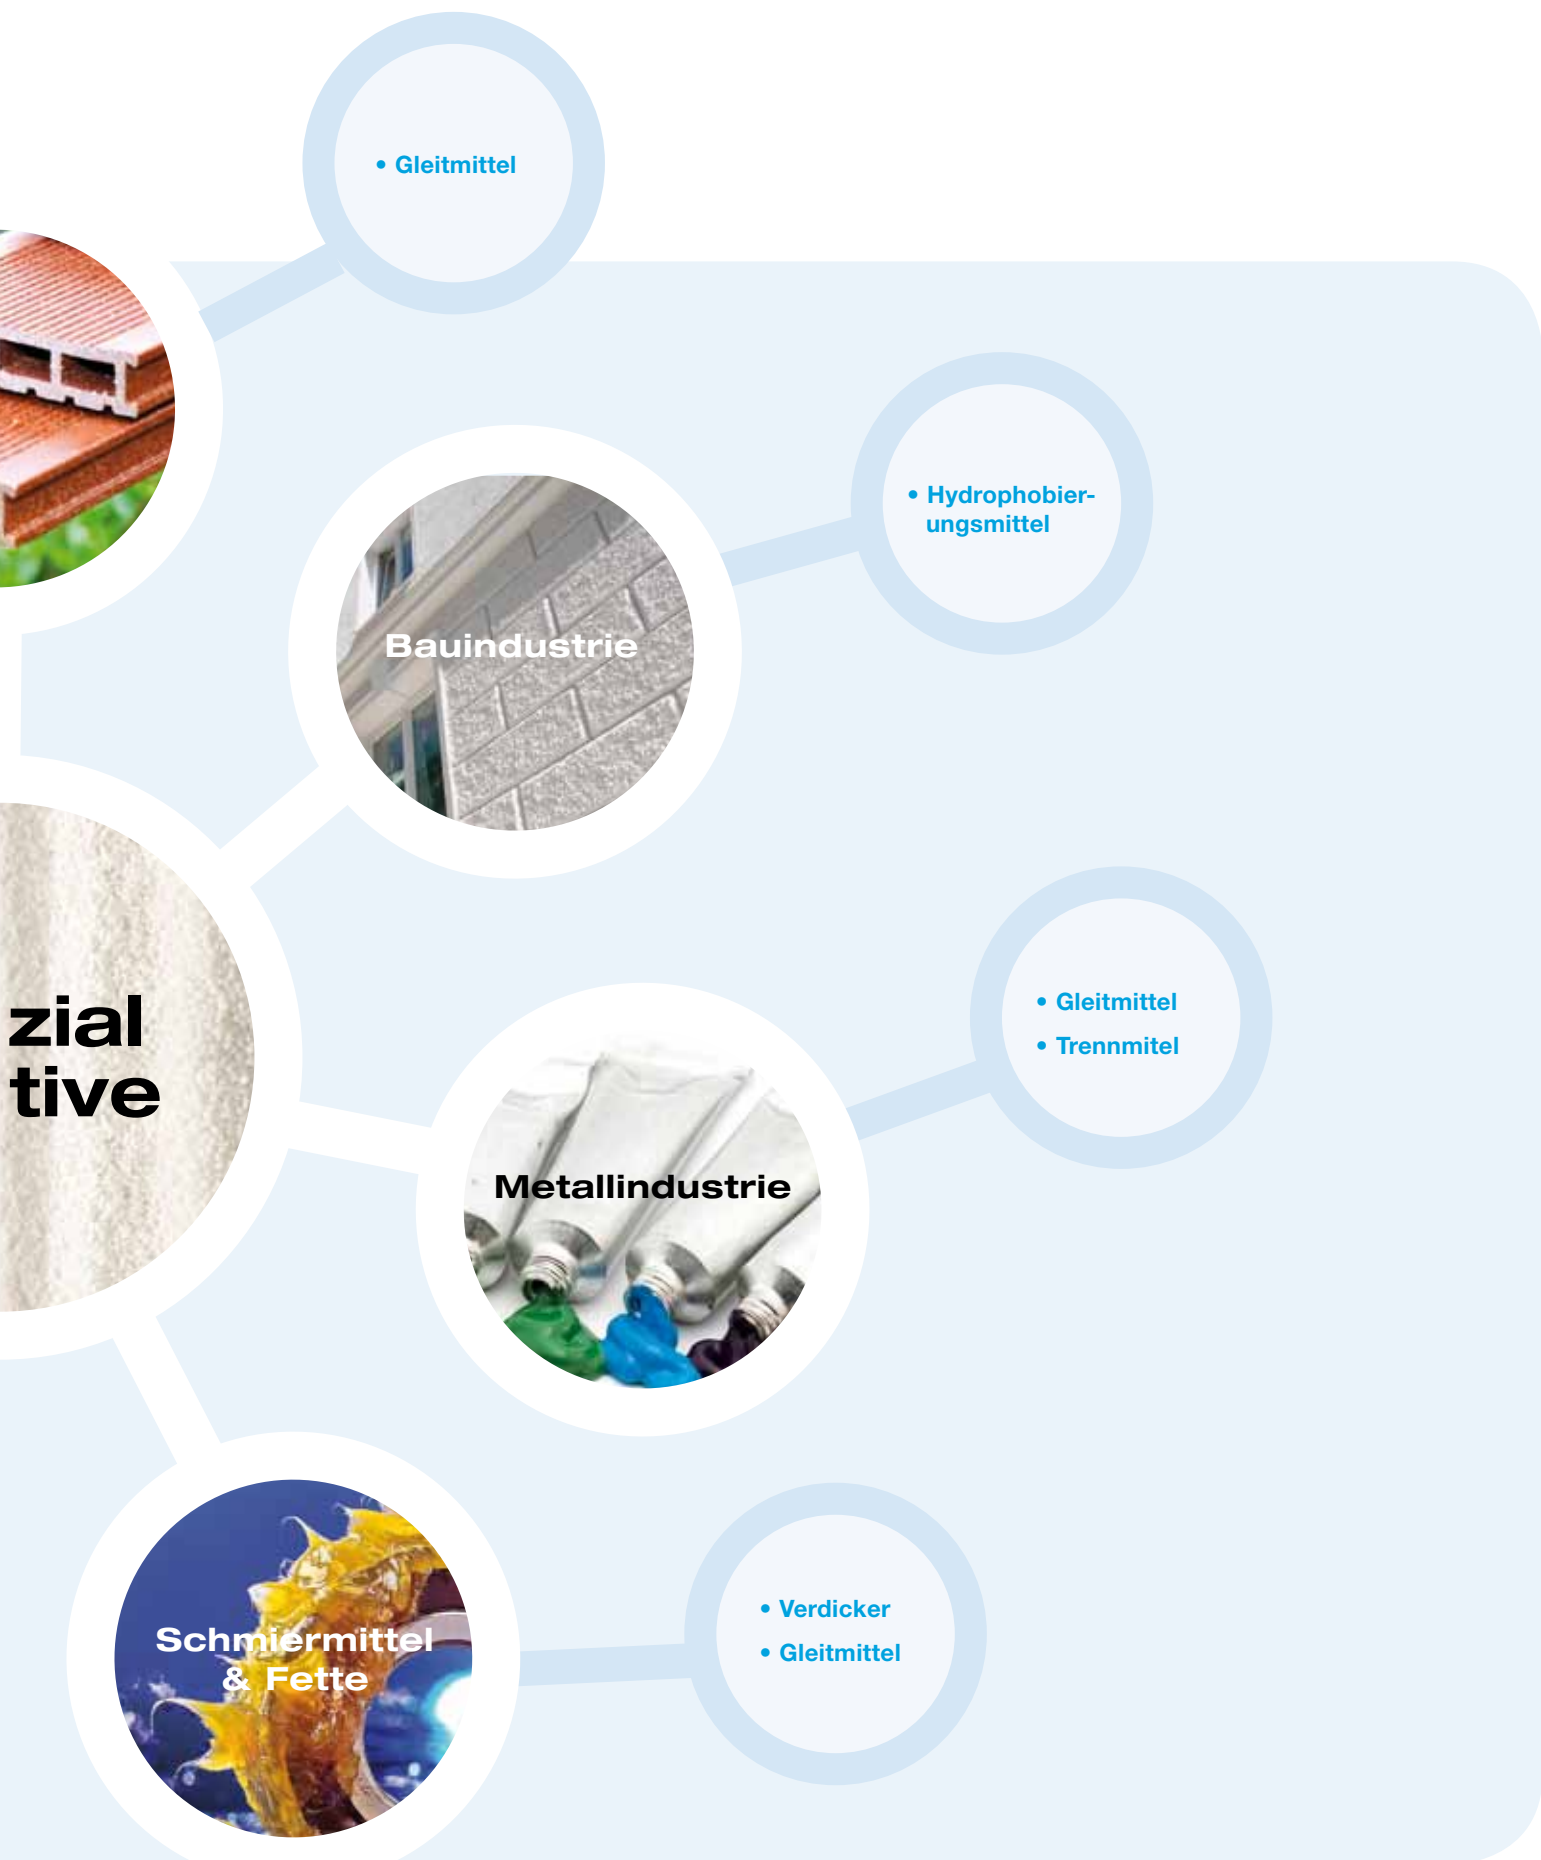 • Gleitmittel
• Hydrophobier-
ungsmittel
Bauindustrie
zial
tive
• Gleitmittel
• Trennmitel
Metallindustrie
• Verdicker
• Gleitmittel
Schmiermittel
& Fette